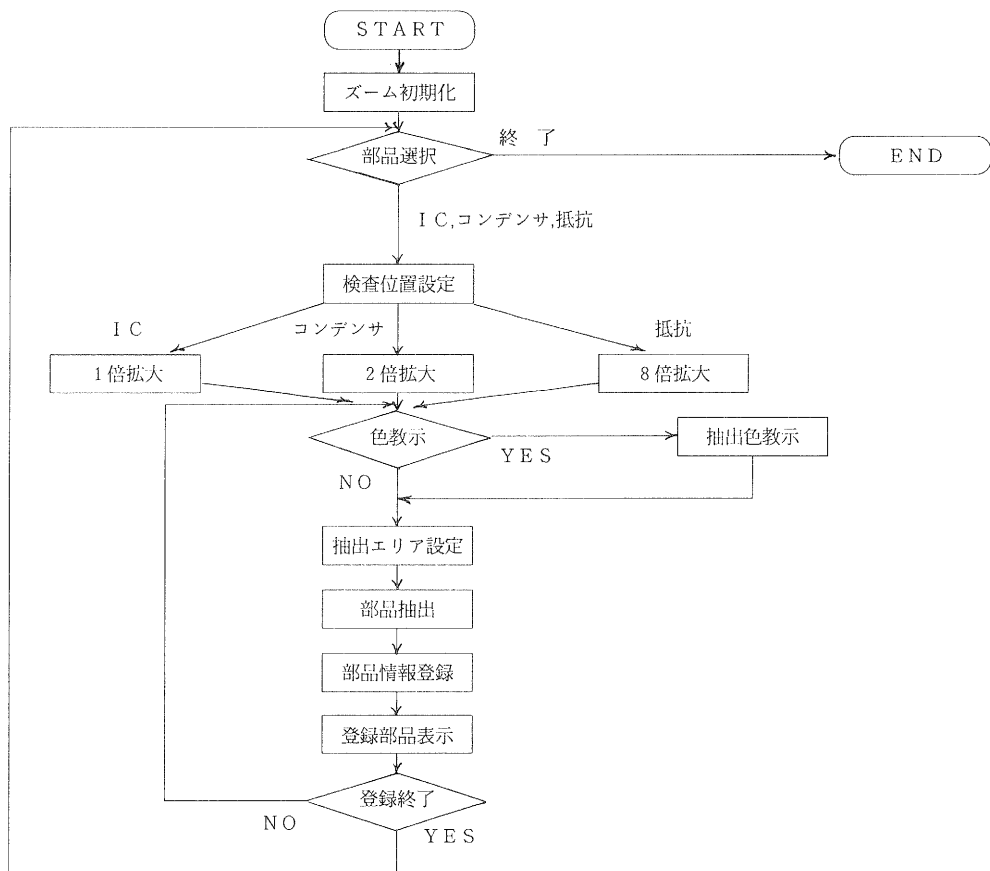 ＳＴＡＲＴ
ズーム初期化
部品選択
終　了
ＥＮＤ
ＩＣ,コンデンサ,抵抗
検査位置設定
ＩＣ
コンデンサ
抵抗
１倍拡大
２倍拡大
８倍拡大
色教示
ＹＥＳ
抽出色教示
ＮＯ
抽出エリア設定
部品抽出
部品情報登録
登録部品表示
登録終了
ＮＯ
ＹＥＳ